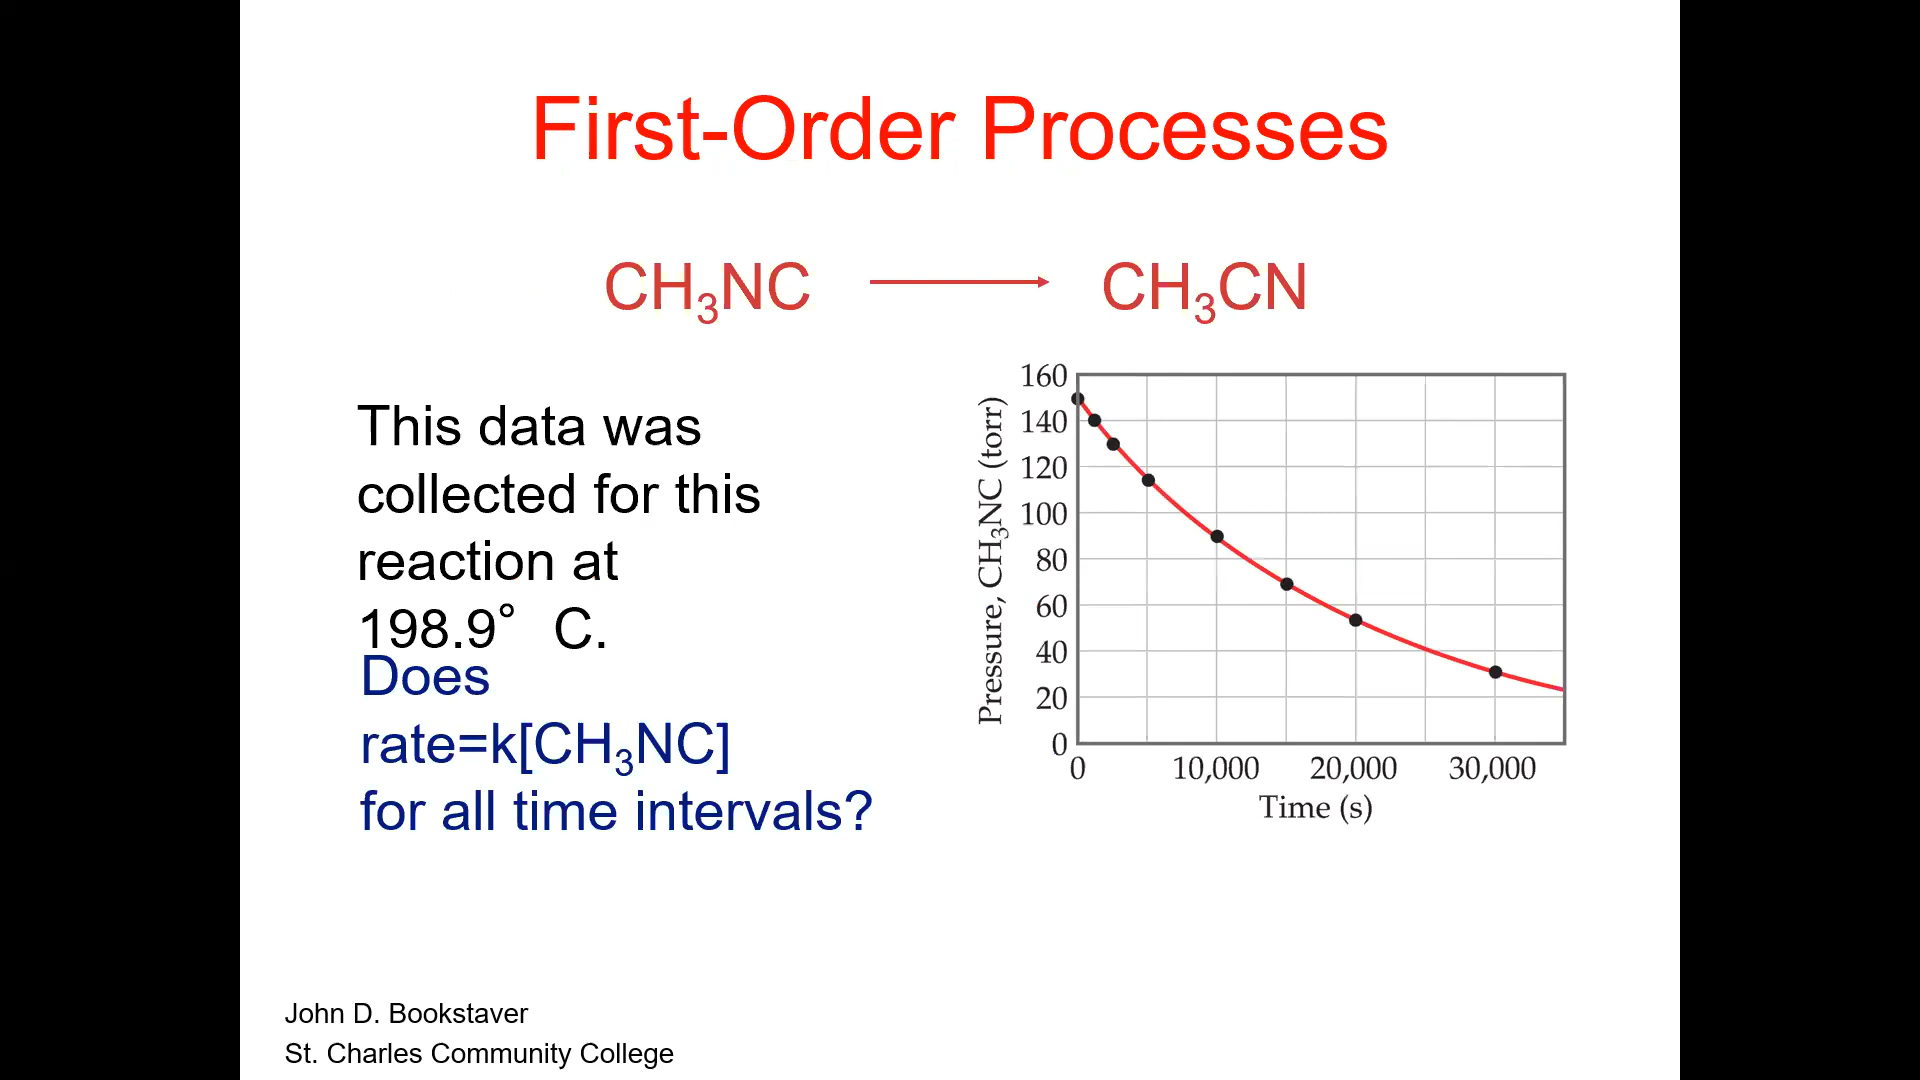 First-Order Processes
CH₃NC → CH₃CN
This data was
collected for this
reaction at
198.9° C.
Does
rate=k[CH₃NC]
for all time intervals?
Pressure, CH₃NC (torr)
160
140
120
100
80
60
40
20
0
0 10,000 20,000 30,000
Time (s)
John D. Bookstaver
St. Charles Community College